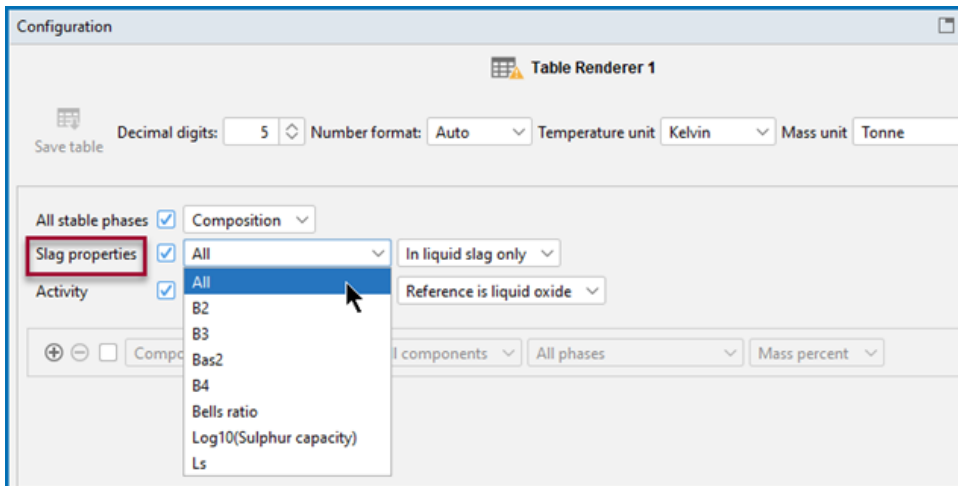 Configuration
Table Renderer 1
Save table
Decimal digits: 5 Number format: Auto Temperature unit Kelvin Mass unit Tonne
All stable phases Composition
Slag properties All In liquid slag only
Activity Reference is liquid oxide
All
B2
B3
Bas2
B4
Bells ratio
Log10(Sulphur capacity)
Ls
components All phases Mass percent